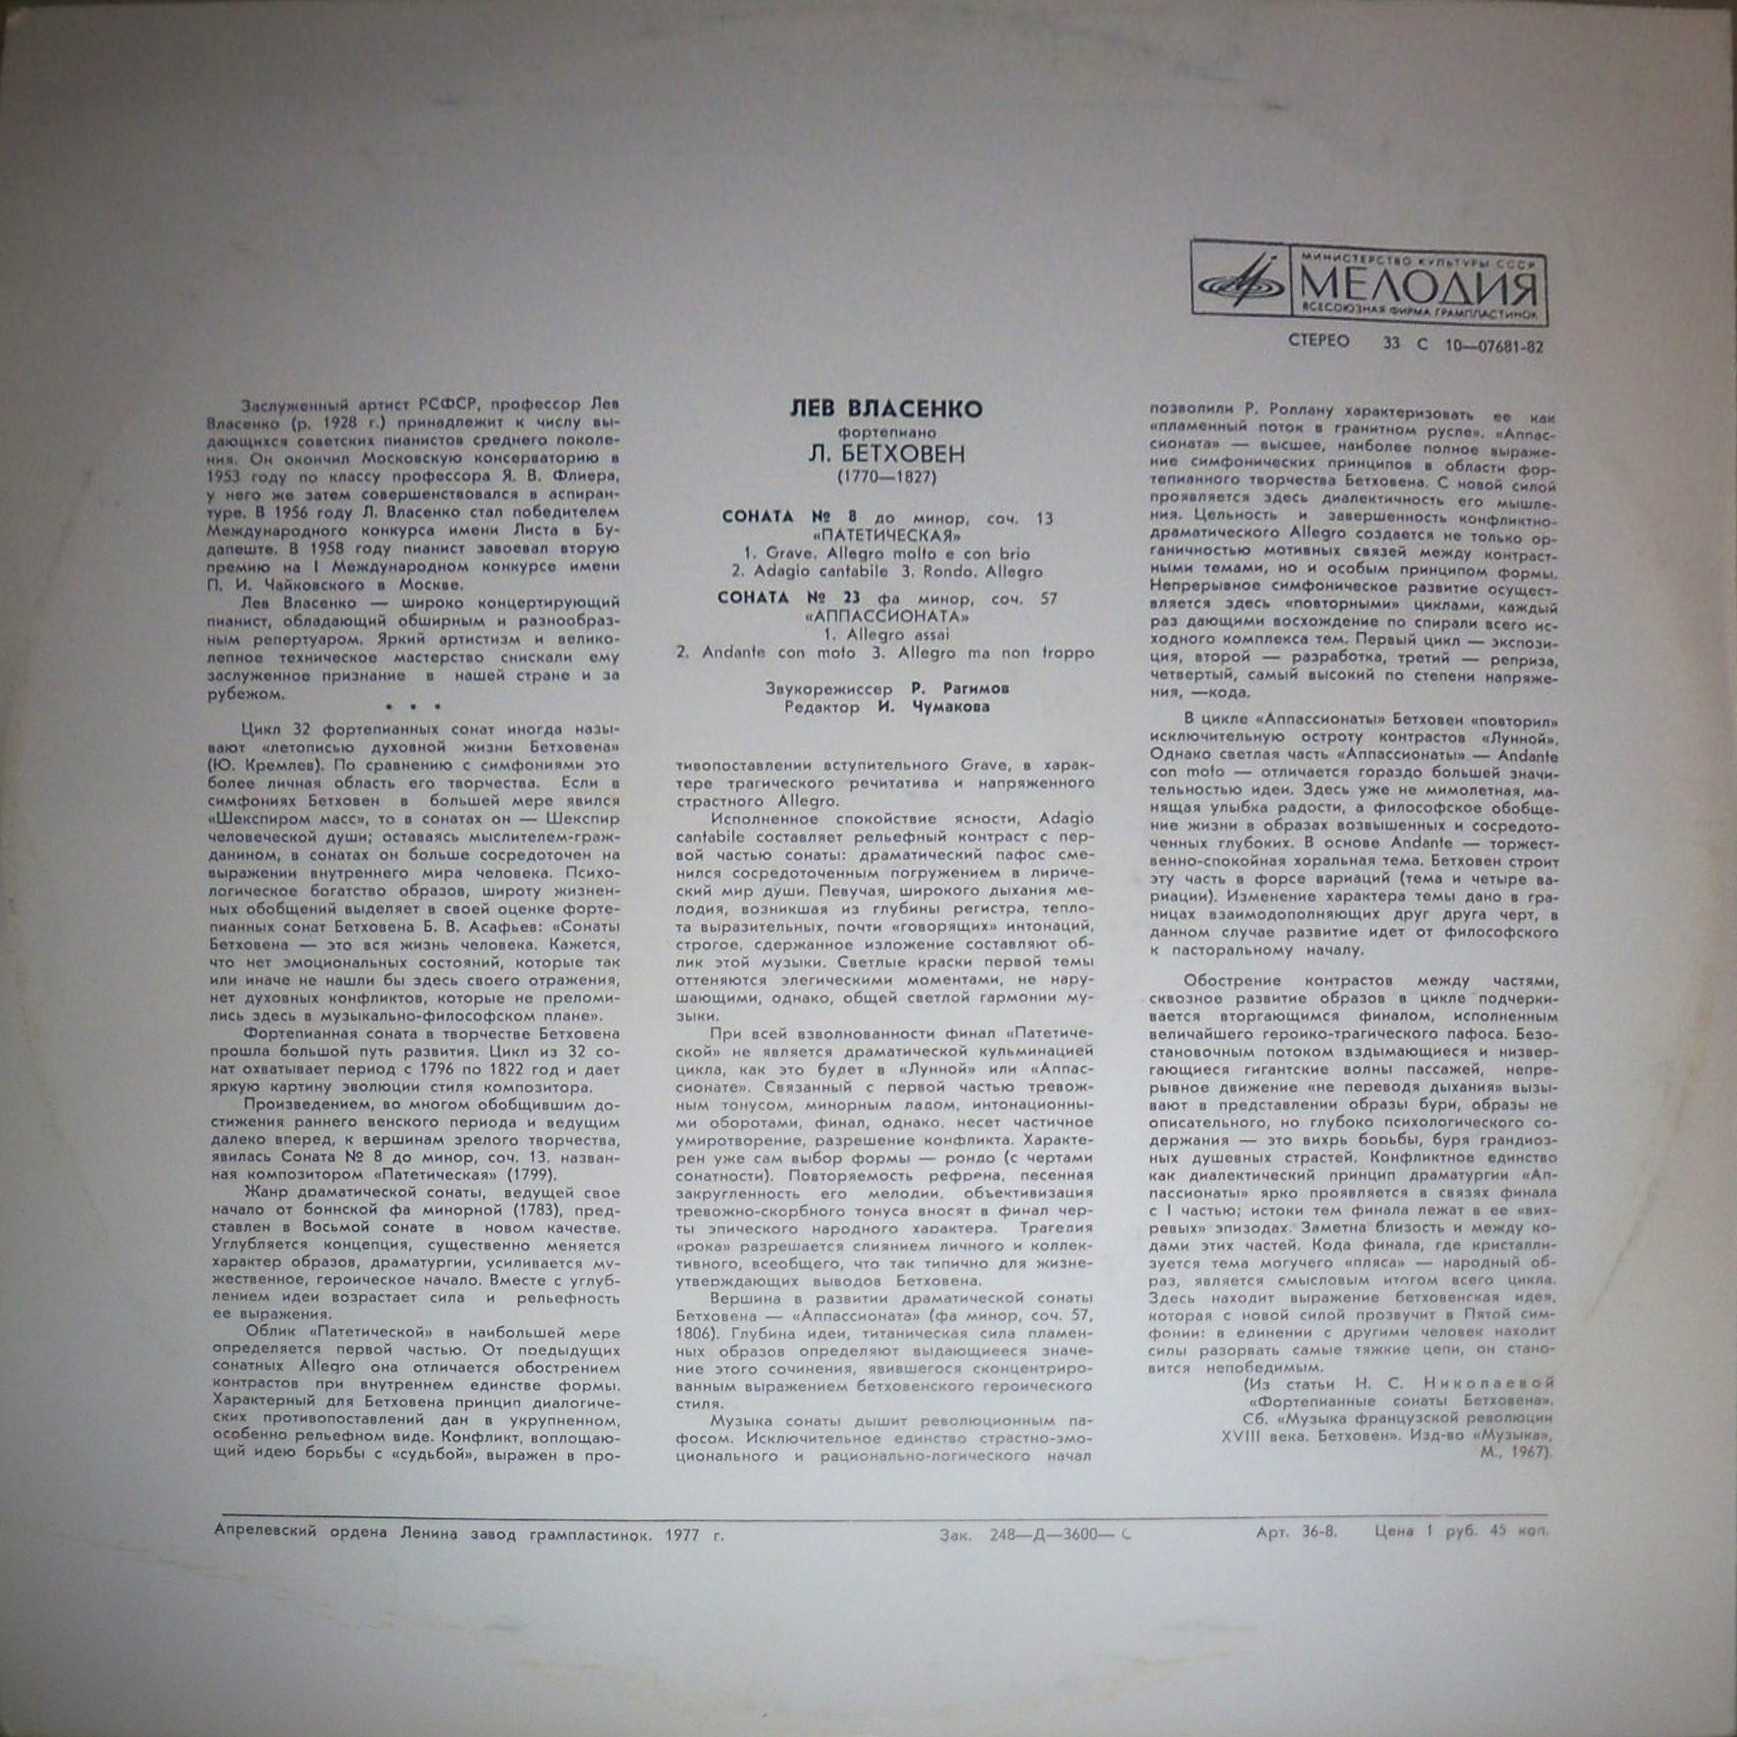 МИНИСТЕРСТВО КУЛЬТУРЫ СССР
МЕЛОДИЯ
ВСЕСОЮЗНАЯ ФИРМА ГРАМПЛАСТИНОК
СТЕРЕО 33 С 10—07681-82
Заслуженный артист РСФСР, профессор Лев
Власенко (р. 1928 г.) принадлежит к числу вы-
дающихся советских пианистов среднего поколе-
ния. Он окончил Московскую консерваторию в
1953 году по классу профессора Я. В. Флиера,
у него же затем совершенствовался в аспиран-
туре. В 1956 году Л. Власенко стал победителем
Международного конкурса имени Листа в Бу-
дапеште. В 1958 году пианист завоевал вторую
премию на I Международном конкурсе имени
П. И. Чайковского в Москве.
Лев Власенко — широко концертирующий
пианист, обладающий обширным и разнообраз-
ным репертуаром. Яркий артистизм и велико-
лепное техническое мастерство снискали ему
заслуженное признание в нашей стране и за
рубежом.
• • •
Цикл 32 фортепианных сонат иногда назы-
вают «летописью духовной жизни Бетховена»
(Ю. Кремлев). По сравнению с симфониями это
более личная область его творчества. Если в
симфониях Бетховен в большей мере явился
«Шекспиром масс», то в сонатах он — Шекспир
человеческой души; оставаясь мыслителем-граж-
данином, в сонатах он больше сосредоточен на
выражении внутреннего мира человека. Психо-
логическое богатство образов, широту жизнен-
ных обобщений выделяет в своей оценке форте-
пианных сонат Бетховена Б. В. Асафьев: «Сонаты
Бетховена — это вся жизнь человека. Кажется,
что нет эмоциональных состояний, которые так
или иначе не нашли бы здесь своего отражения,
нет духовных конфликтов, которые не преломи-
лись здесь в музыкально-философском плане».
Фортепианная соната в творчестве Бетховена
прошла большой путь развития. Цикл из 32 со-
нат охватывает период с 1796 по 1822 год и дает
яркую картину эволюции стиля композитора.
Произведением, во многом обобщившим до-
стижения раннего венского периода и ведущим
далеко вперед, к вершинам зрелого творчества,
явилась Соната № 8 до минор, соч. 13, назван-
ная композитором «Патетическая» (1799).
Жанр драматической сонаты, ведущей свое
начало от боннской фа минорной (1783), пред-
ставлен в Восьмой сонате в новом качестве.
Углубляется концепция, существенно меняется
характер образов, драматургии, усиливается му-
жественное, героическое начало. Вместе с углуб-
лением идеи возрастает сила и рельефность
ее выражения.
Облик «Патетической» в наибольшей мере
определяется первой частью. От поедыдущих
сонатных Allegro она отличается обострением
контрастов при внутреннем единстве формы.
Характерный для Бетховена принцип диалогиче-
ских противопоставлений дан в укрупненном,
особенно рельефном виде. Конфликт, воплощаю-
щий идею борьбы с «судьбой», выражен в про-
ЛЕВ ВЛАСЕНКО
фортепиано
Л. БЕТХОВЕН
(1770—1827)
СОНАТА № 8 до минор, соч. 13
«ПАТЕТИЧЕСКАЯ»
1. Grave. Allegro molto e con brio
2. Adagio cantabile 3. Rondo. Allegro
СОНАТА № 23 фа минор, соч. 57
«АППАССИОНАТА»
1. Allegro assai
2. Andante con moto 3. Allegro ma non troppo
Звукорежиссер Р. Рагимов
Редактор И. Чумакова
тивопоставлении вступительного Grave, в харак-
тере трагического речитатива и напряженного
страстного Allegro.
Исполненное спокойствие ясности, Adagio
cantabile составляет рельефный контраст с пер-
вой частью сонаты: драматический пафос сме-
нился сосредоточенным погружением в лириче-
ский мир души. Певучая, широкого дыхания ме-
лодия, возникшая из глубины регистра, тепло-
та выразительных, почти «говорящих» интонаций,
строгое, сдержанное изложение составляют об-
лик этой музыки. Светлые краски первой темы
оттеняются элегическими моментами, не нару-
шающими, однако, общей светлой гармонии му-
зыки.
При всей взволнованности финал «Патетиче-
ской» не является драматической кульминацией
цикла, как это будет в «Лунной» или «Аппас-
сионате». Связанный с первой частью тревож-
ным тонусом, минорным ладом, интонационны-
ми оборотами, финал, однако, несет частичное
умиротворение, разрешение конфликта. Характе-
рен уже сам выбор формы — рондо (с чертами
сонатности). Повторяемость рефрена, песенная
закругленность его мелодии, объективизация
тревожно-скорбного тонуса вносят в финал чер-
ты эпического народного характера. Трагедия
«рока» разрешается слиянием личного и коллек-
тивного, всеобщего, что так типично для жизне-
утверждающих выводов Бетховена.
Вершина в развитии драматической сонаты
Бетховена — «Аппассионата» (фа минор, соч. 57,
1806). Глубина идеи, титаническая сила пламен-
ных образов определяют выдающиееся значе-
ние этого сочинения, явившегося сконцентриро-
ванным выражением бетховенского героического
стиля.
Музыка сонаты дышит революционным па-
фосом. Исключительное единство страстно-эмо-
ционального и рационально-логического начал
позволили Р. Роллану характеризовать ее как
«пламенный поток в гранитном русле». «Аппас-
сионата» — высшее, наиболее полное выраже-
ние симфонических принципов в области фор-
тепианного творчества Бетховена. С новой силой
проявляется здесь диалектичность его мышле-
ния. Цельность и завершенность конфликтно-
драматического Allegro создается не только ор-
ганичностью мотивных связей между контраст-
ными темами, но и особым принципом формы.
Непрерывное симфоническое развитие осущест-
вляется здесь «повторными» циклами, каждый
раз дающими восхождение по спирали всего ис-
ходного комплекса тем. Первый цикл — экспози-
ция, второй — разработка, третий — реприза,
четвертый, самый высокий по степени напряже-
ния, —кода.
В цикле «Аппассионаты» Бетховен «повторил»
исключительную остроту контрастов «Лунной».
Однако светлая часть «Аппассионаты» — Andante
con moto — отличается гораздо большей значи-
тельностью идеи. Здесь уже не мимолетная, ма-
нящая улыбка радости, а философское обобще-
ние жизни в образах возвышенных и сосредото-
ченных глубоких. В основе Andante — торжест-
венно-спокойная хоральная тема. Бетховен строит
эту часть в форсе вариаций (тема и четыре ва-
риации). Изменение характера темы дано в гра-
ницах взаимодополняющих друг друга черт, в
данном случае развитие идет от философского
к пасторальному началу.
Обострение контрастов между частями,
сквозное развитие образов в цикле подчерки-
вается вторгающимся финалом, исполненным
величайшего героико-трагического пафоса. Безо-
становочным потоком вздымающиеся и низвер-
гающиеся гигантские волны пассажей, непре-
рывное движение «не переводя дыхания» вызы-
вают в представлении образы бури, образы не
описательного, но глубоко психологического со-
держания — это вихрь борьбы, буря грандиоз-
ных душевных страстей. Конфликтное единство
как диалектический принцип драматургии «Ап-
пассионаты» ярко проявляется в связях финала
с I частью; истоки тем финала лежат в ее «вих-
ревых» эпизодах. Заметна близость и между ко-
дами этих частей. Кода финала, где кристалли-
зуется тема могучего «пляса» — народный об-
раз, является смысловым итогом всего цикла.
Здесь находит выражение бетховенская идея,
которая с новой силой прозвучит в Пятой сим-
фонии: в единении с другими человек находит
силы разорвать самые тяжкие цепи, он стано-
вится непобедимым.
(Из статьи Н. С. Николаевой
«Фортепианные сонаты Бетховена».
Сб. «Музыка французской революции
XVIII века. Бетховен». Изд-во «Музыка»,
М., 1967).
Апрелевский ордена Ленина завод грампластинок. 1977 г.
Зак. 248—Д—3600— С
Арт. 36-8. Цена 1 руб. 45 коп.